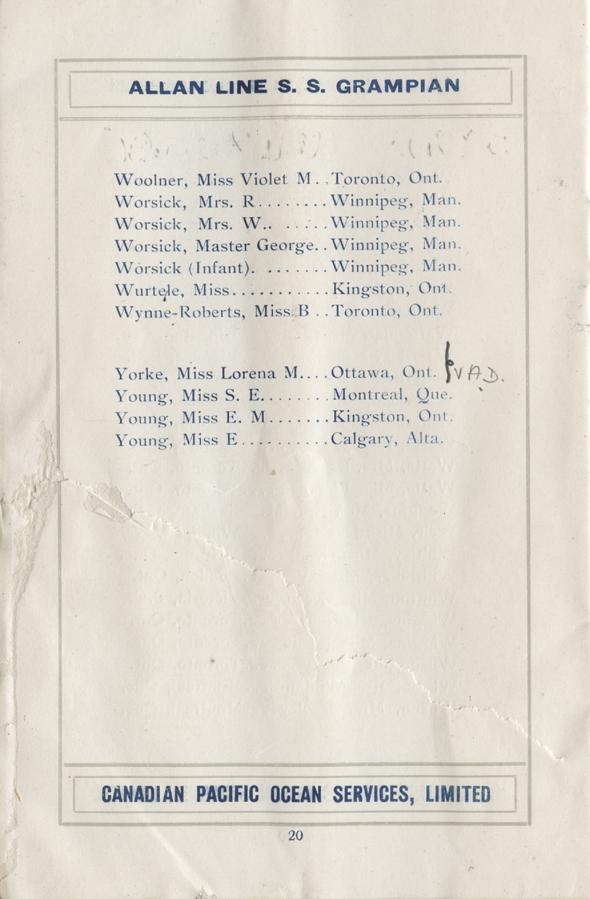 ALLAN LINE S. S. GRAMPIAN
Woolner, Miss Violet M..Toronto, Ont.
Worsick, Mrs. R........Winnipeg, Man.
Worsick, Mrs. W.. .....Winnipeg, Man.
Worsick, Master George..Winnipeg, Man.
Worsick (Infant). .......Winnipeg, Man.
Wurtele, Miss...........Kingston, Ont.
Wynne-Roberts, Miss B ..Toronto, Ont.
Yorke, Miss Lorena M....Ottawa, Ont. V.A.D.
Young, Miss S. E........Montreal, Que.
Young, Miss E. M.......Kingston, Ont.
Young, Miss E..........Calgary, Alta.
CANADIAN PACIFIC OCEAN SERVICES, LIMITED
20